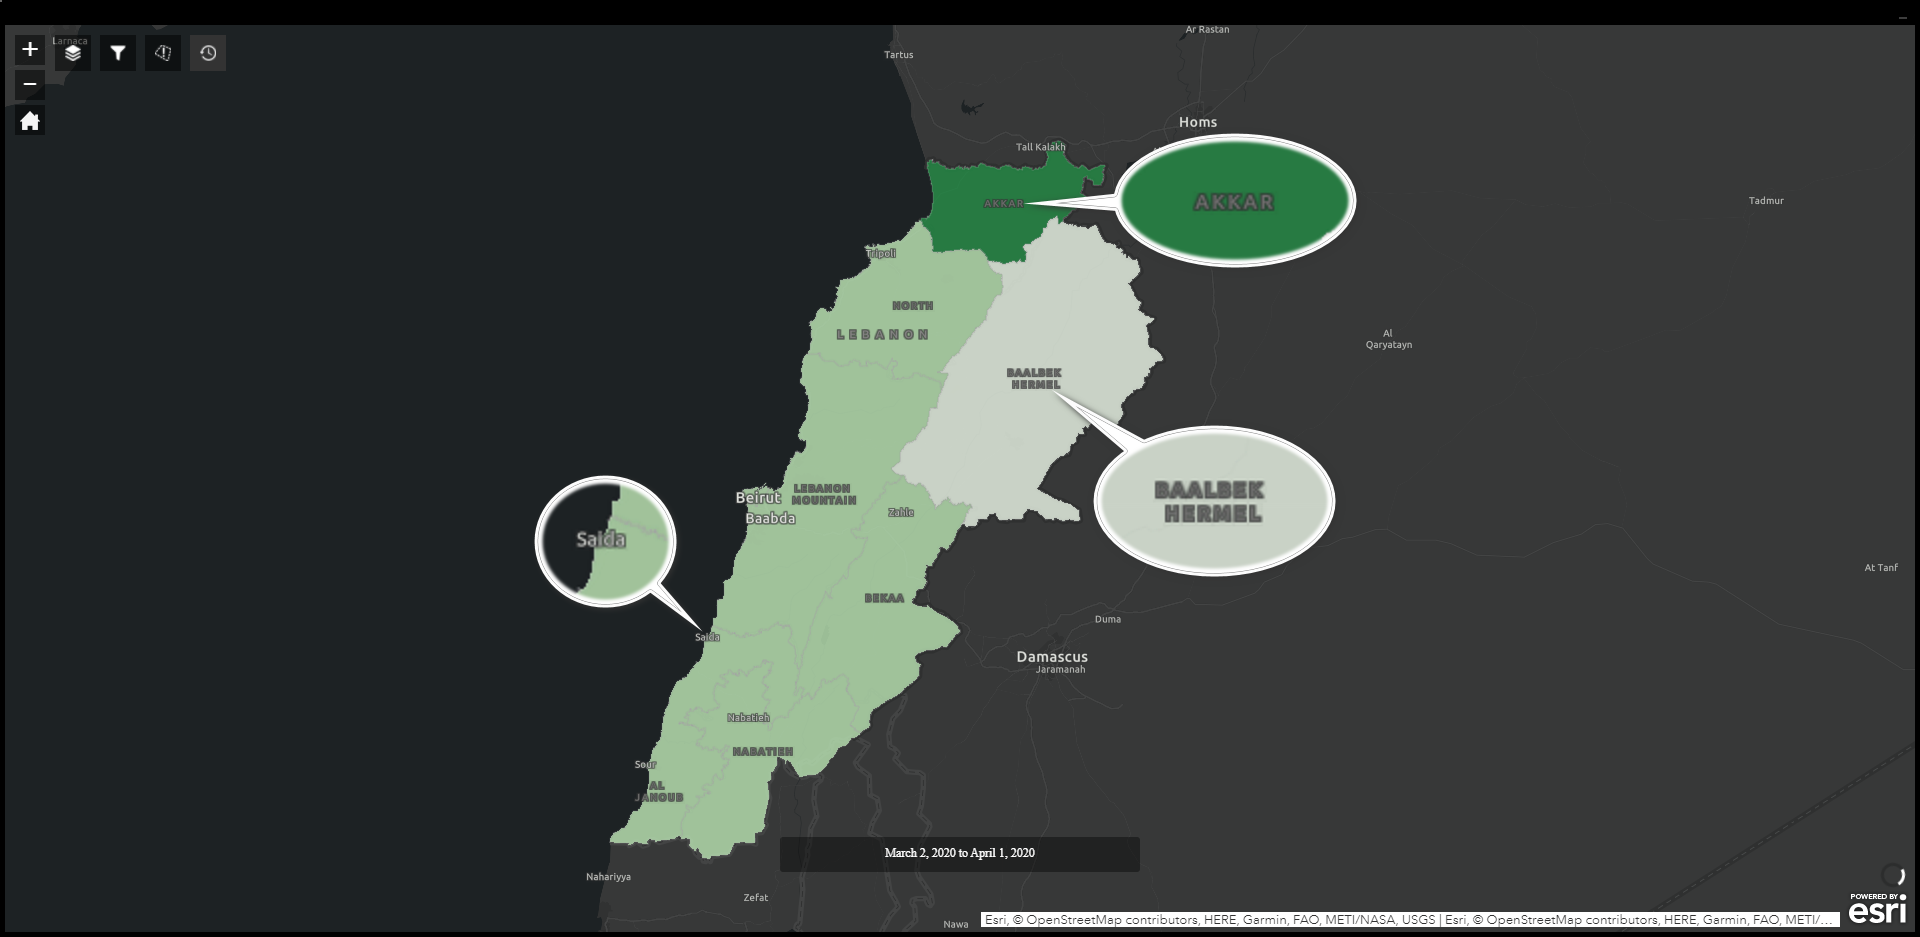 Larnaca
Ar Rastan
Tartus
Homs
Tall Kalakh
AKKAR
AKKAR
Tadmur
Tripoli
NORTH
LEBANON
Al
Qaryatayn
BAALBEK
HERMEL
BAALBEK
HERMEL
Beirut
LEBANON
MOUNTAIN
Baabda
Zahle
Saida
At Tanf
BEKAA
Duma
Saida
Damascus
Jaramanah
Nabatieh
NABATIEH
Sour
AL
JANOUB
March 2, 2020 to April 1, 2020
Nahariyya
Zefat
Nawa
POWERED BY
esri
Esri, © OpenStreetMap contributors, HERE, Garmin, FAO, METI/NASA, USGS | Esri, © OpenStreetMap contributors, HERE, Garmin, FAO, METI/...